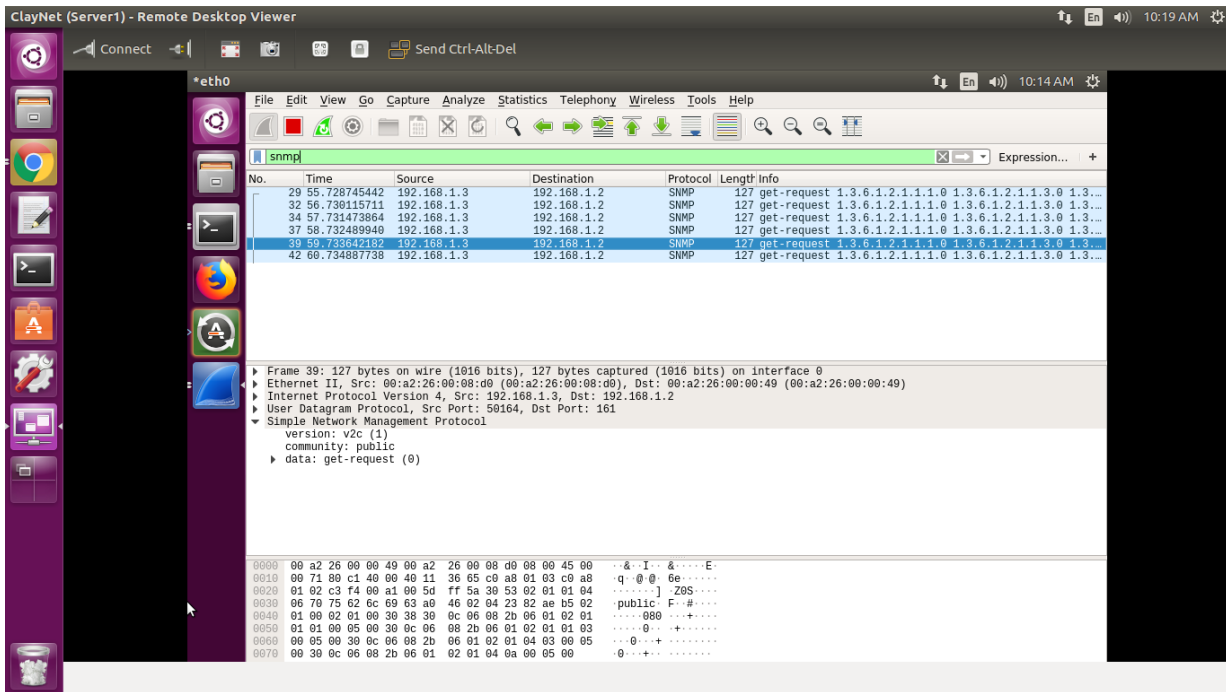 ClayNet (Server1) - Remote Desktop Viewer En 10:19 AM
Connect Send Ctrl-Alt-Del
*eth0 En 10:14 AM
File Edit View Go Capture Analyze Statistics Telephony Wireless Tools Help
snmp Expression... +
No. Time Source Destination Protocol Length Info
29 55.728745442 192.168.1.3 192.168.1.2 SNMP 127 get-request 1.3.6.1.2.1.1.1.0 1.3.6.1.2.1.1.3.0 1.3....
32 56.730115711 192.168.1.3 192.168.1.2 SNMP 127 get-request 1.3.6.1.2.1.1.1.0 1.3.6.1.2.1.1.3.0 1.3....
34 57.731473864 192.168.1.3 192.168.1.2 SNMP 127 get-request 1.3.6.1.2.1.1.1.0 1.3.6.1.2.1.1.3.0 1.3....
37 58.732489940 192.168.1.3 192.168.1.2 SNMP 127 get-request 1.3.6.1.2.1.1.1.0 1.3.6.1.2.1.1.3.0 1.3....
39 59.733642182 192.168.1.3 192.168.1.2 SNMP 127 get-request 1.3.6.1.2.1.1.1.0 1.3.6.1.2.1.1.3.0 1.3....
42 60.734887738 192.168.1.3 192.168.1.2 SNMP 127 get-request 1.3.6.1.2.1.1.1.0 1.3.6.1.2.1.1.3.0 1.3....
Frame 39: 127 bytes on wire (1016 bits), 127 bytes captured (1016 bits) on interface 0
Ethernet II, Src: 00:a2:26:00:08:d0 (00:a2:26:00:08:d0), Dst: 00:a2:26:00:00:49 (00:a2:26:00:00:49)
Internet Protocol Version 4, Src: 192.168.1.3, Dst: 192.168.1.2
User Datagram Protocol, Src Port: 50164, Dst Port: 161
Simple Network Management Protocol
version: v2c (1)
community: public
data: get-request (0)
0000 00 a2 26 00 00 49 00 a2 26 00 08 d0 08 00 45 00 ··&··I·· &·····E·
0010 00 71 80 c1 40 00 40 11 36 65 c0 a8 01 03 c0 a8 ·q··@·@· 6e······
0020 01 02 c3 f4 00 a1 00 5d ff 5a 30 53 02 01 01 04 ·······] ·Z0S····
0030 06 70 75 62 6c 69 63 a0 46 02 04 23 82 ae b5 02 ·public· F··#····
0040 01 00 02 01 00 30 38 30 0c 06 08 2b 06 01 02 01 ·····080 ···+····
0050 01 01 00 05 00 30 0c 06 08 2b 06 01 02 01 01 03 ·····0·· ·+······
0060 00 05 00 30 0c 06 08 2b 06 01 02 01 04 03 00 05 ···0···+ ········
0070 00 30 0c 06 08 2b 06 01 02 01 04 0a 00 05 00 ·0···+·· ·······